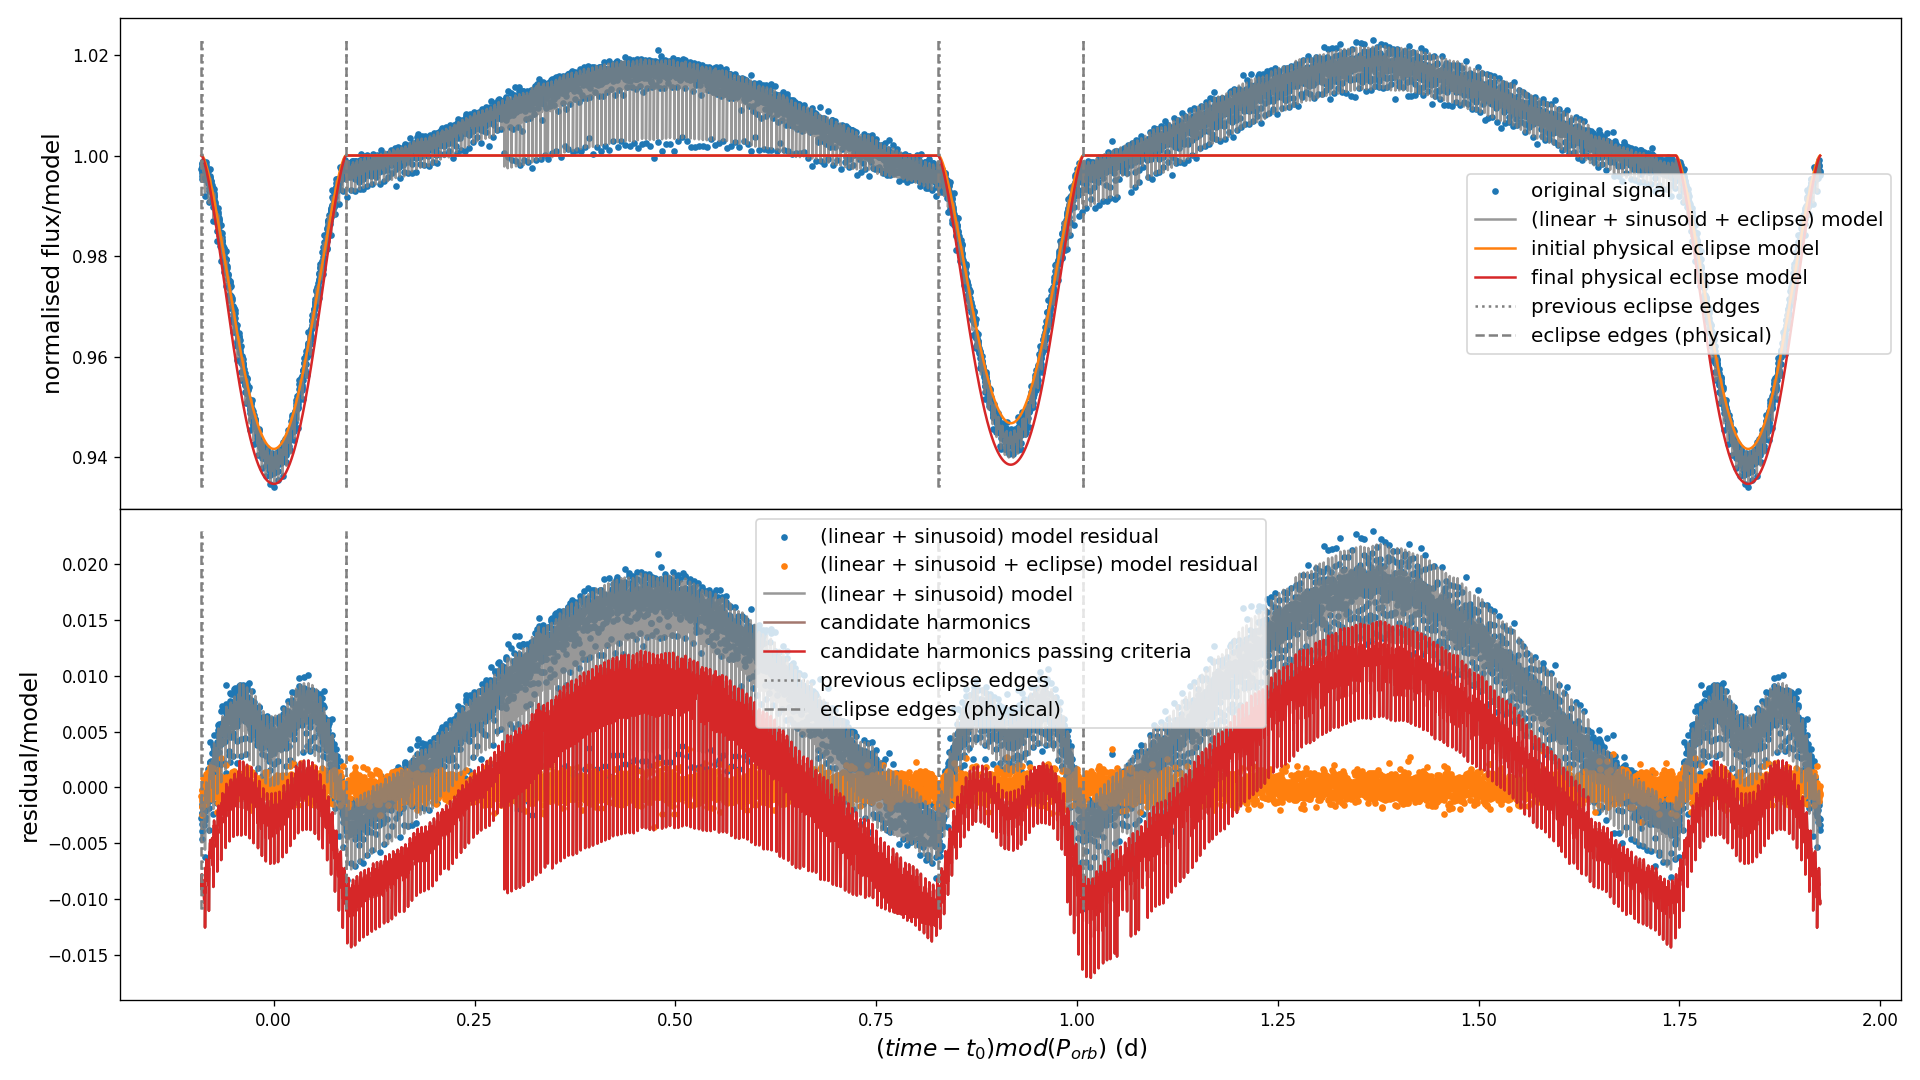 normalised flux/model
1.02
1.00
0.98
0.96
0.94
original signal
(linear + sinusoid + eclipse) model
initial physical eclipse model
final physical eclipse model
previous eclipse edges
eclipse edges (physical)
residual/model
0.020
0.015
0.010
0.005
0.000
−0.005
−0.010
−0.015
(linear + sinusoid) model residual
(linear + sinusoid + eclipse) model residual
(linear + sinusoid) model
candidate harmonics
candidate harmonics passing criteria
previous eclipse edges
eclipse edges (physical)
0.00 0.25 0.50 0.75 1.00 1.25 1.50 1.75 2.00
(time − t₀)mod(Pₒᵣb) (d)